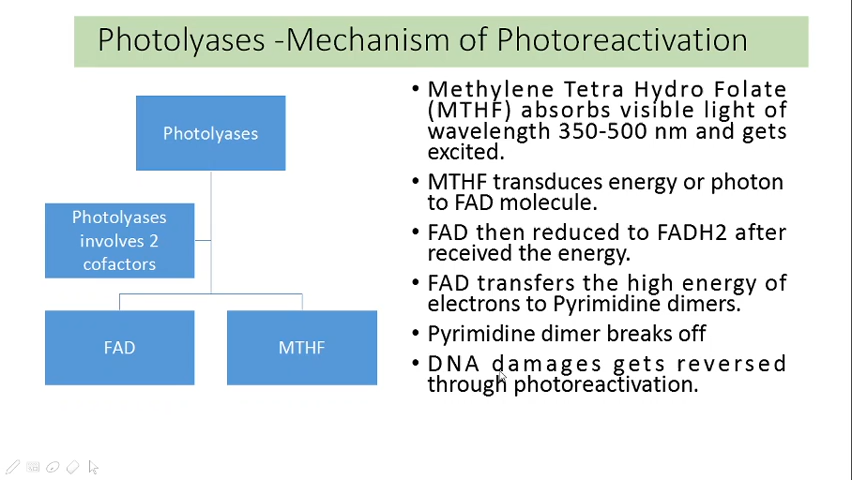 Photolyases -Mechanism of Photoreactivation
Photolyases
Photolyases
involves 2
cofactors
FAD
MTHF
• Methylene Tetra Hydro Folate
(MTHF) absorbs visible light of
wavelength 350-500 nm and gets
excited.
• MTHF transduces energy or photon
to FAD molecule.
• FAD then reduced to FADH2 after
received the energy.
• FAD transfers the high energy of
electrons to Pyrimidine dimers.
• Pyrimidine dimer breaks off
• DNA damages gets reversed
through photoreactivation.